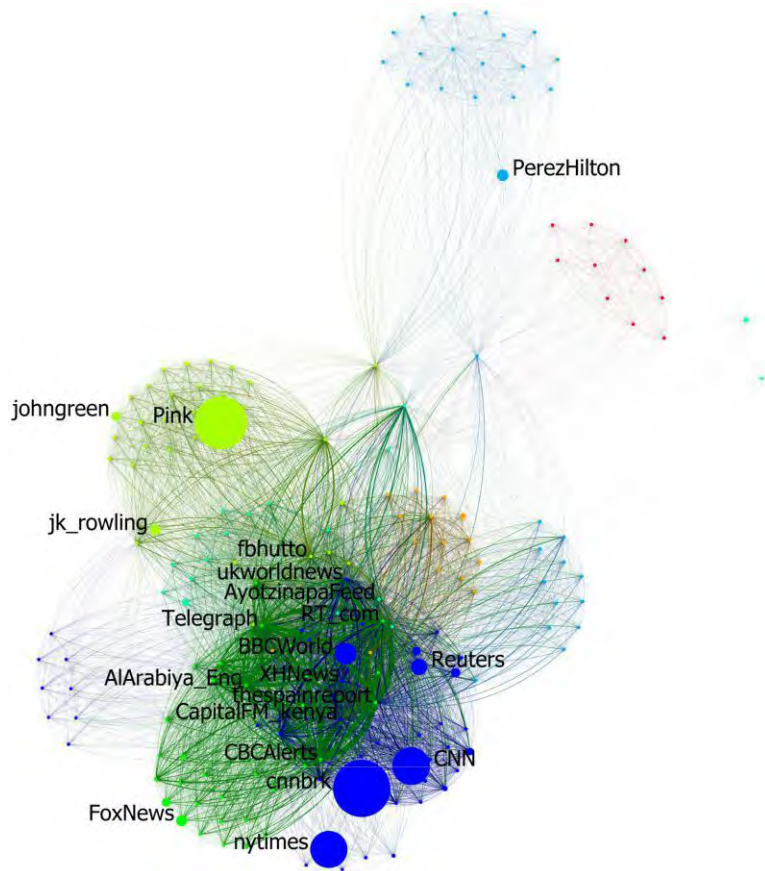 PerezHilton
johngreen
Pink
jk_rowling
fbhutto
ukworldnews
AyotzinapaFeed
Telegraph
RT_com
BBCWorld
Reuters
XHNews
AlArabiya_Eng
thespainreport
CapitalFM_kenya
CBCAlerts
CNN
cnnbrk
FoxNews
nytimes